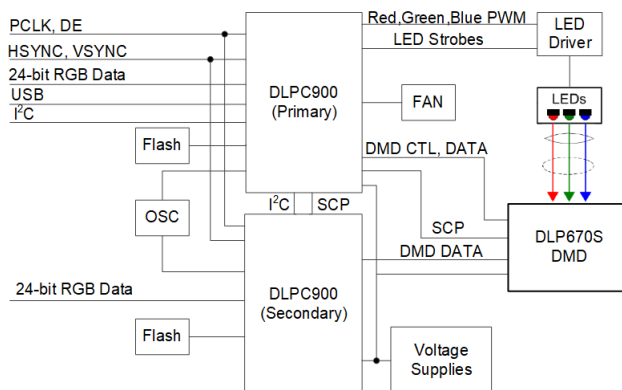 PCLK, DE
HSYNC, VSYNC
24-bit RGB Data
USB
I²C
DLPC900
(Primary)
Red,Green,Blue PWM
LED Strobes
LED
Driver
FAN
LEDs
Flash
DMD CTL, DATA
OSC
I²C
SCP
SCP
DMD DATA
DLP670S
DMD
24-bit RGB Data
DLPC900
(Secondary)
Flash
Voltage
Supplies